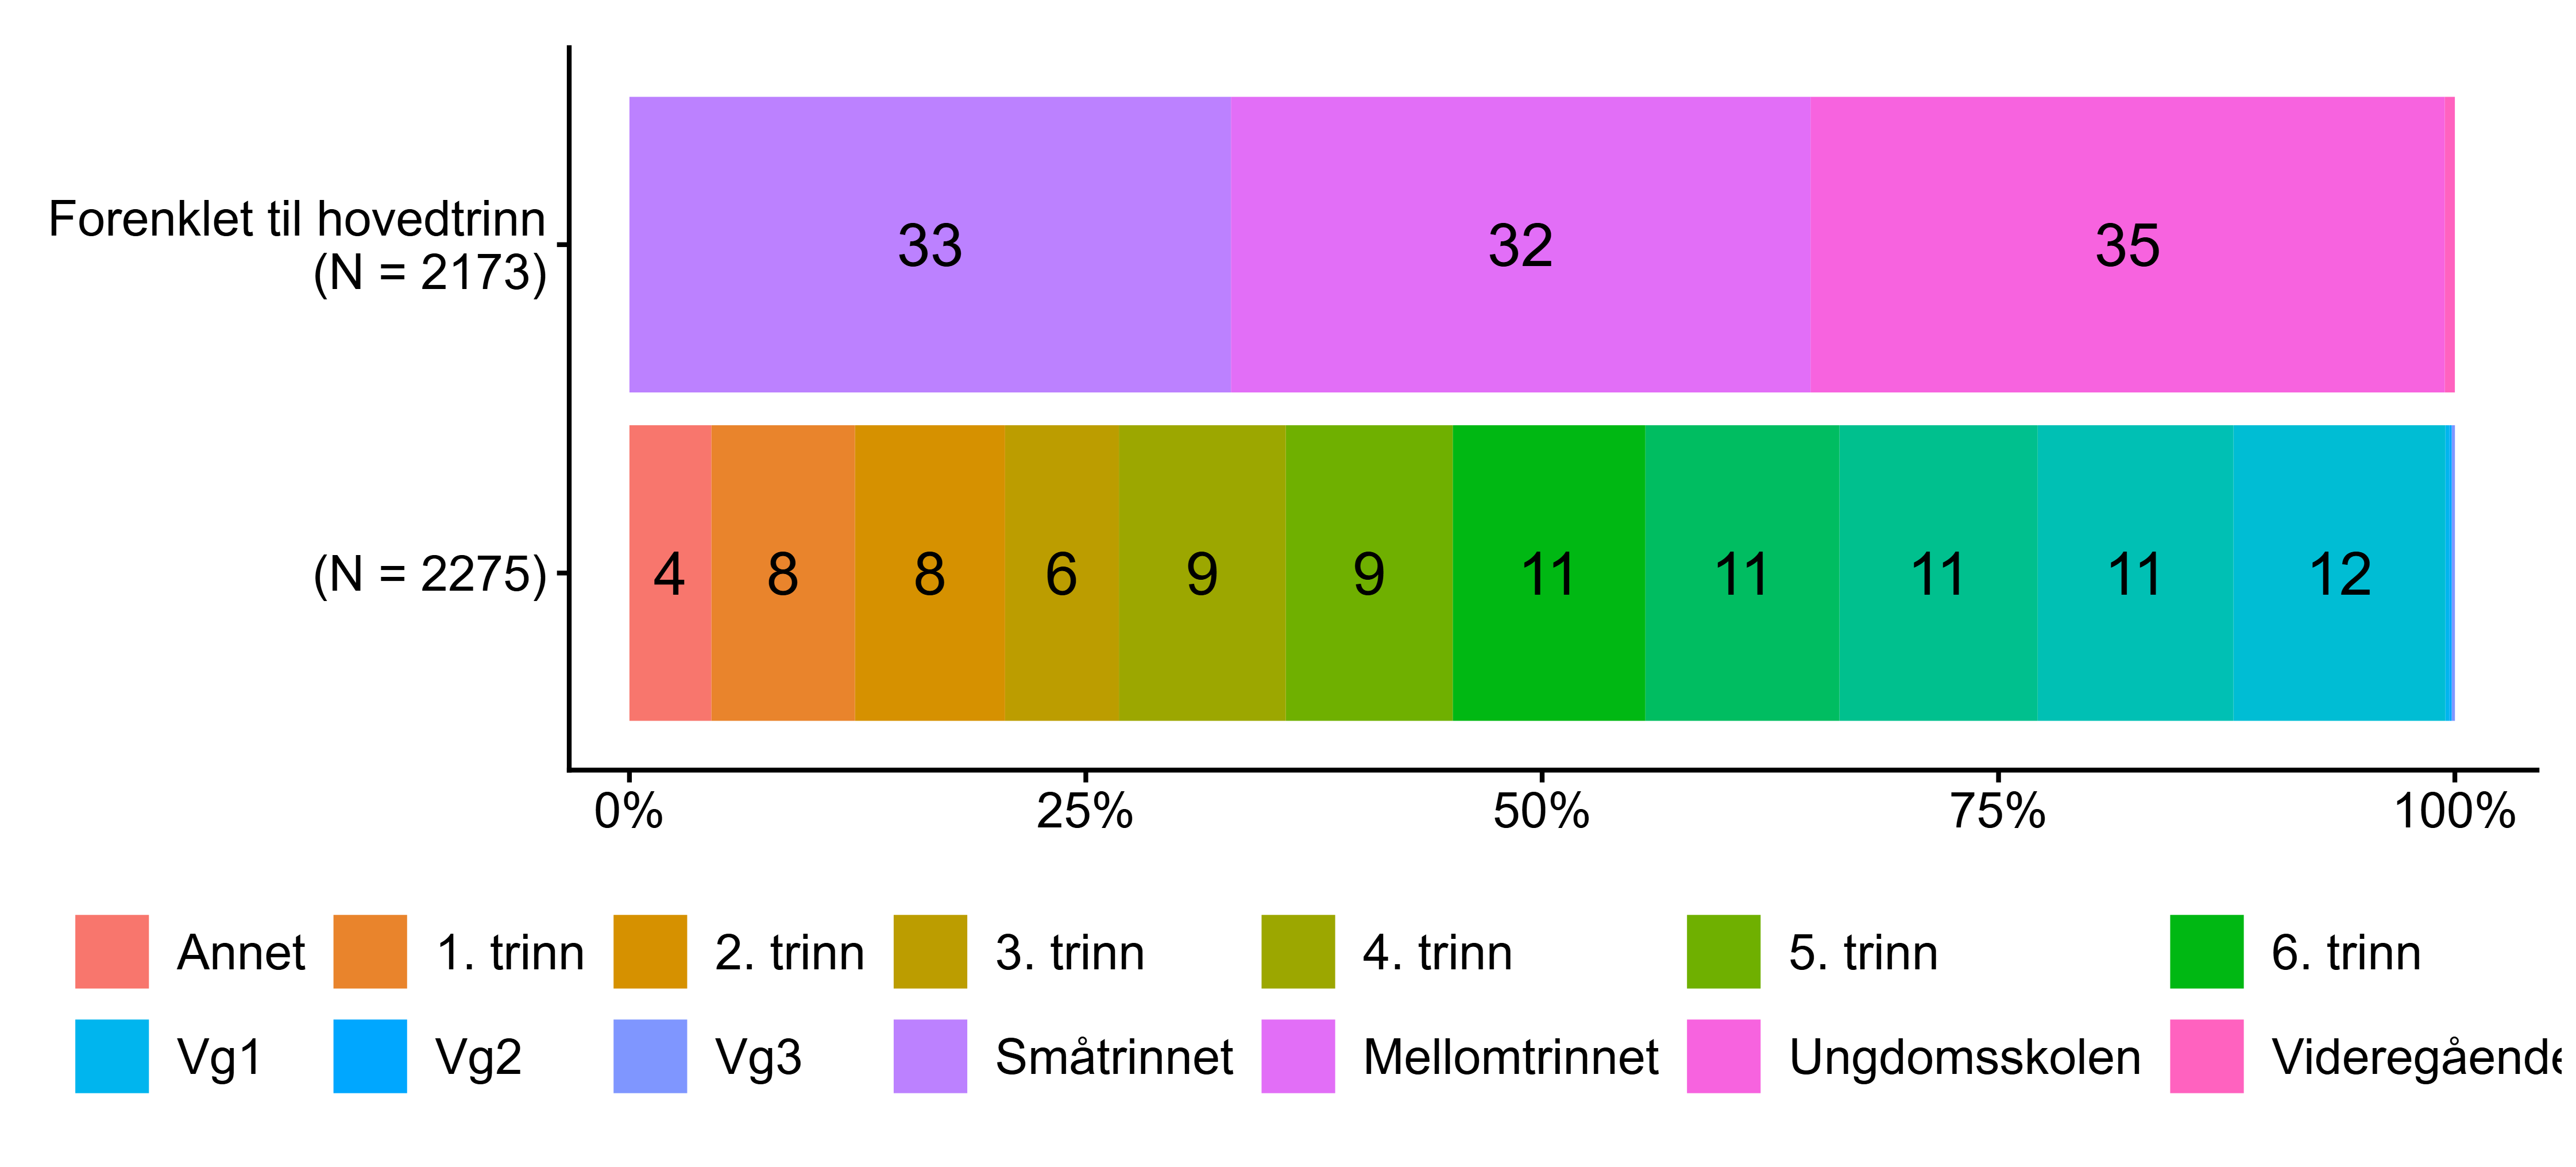 Forenklet til hovedtrinn
(N = 2173)
33 32 35
(N = 2275)
4 8 8 6 9 9 11 11 11 11 12
0% 25% 50% 75% 100%
Annet 1. trinn 2. trinn 3. trinn 4. trinn 5. trinn 6. trinn
Vg1 Vg2 Vg3 Småtrinnet Mellomtrinnet Ungdomsskolen Videregående